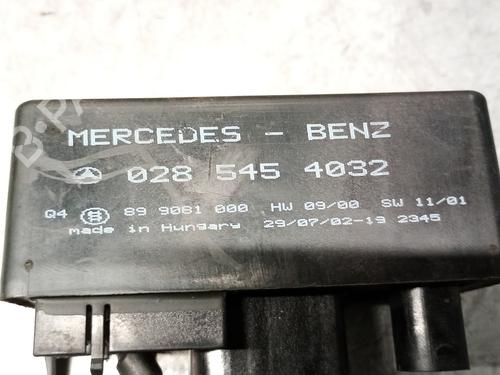 MERCEDES - BENZ
028 545 4032
Q4 89 9081 000 HW 09/00 SW 11/01
made in Hungary 29/07/02-19 2345